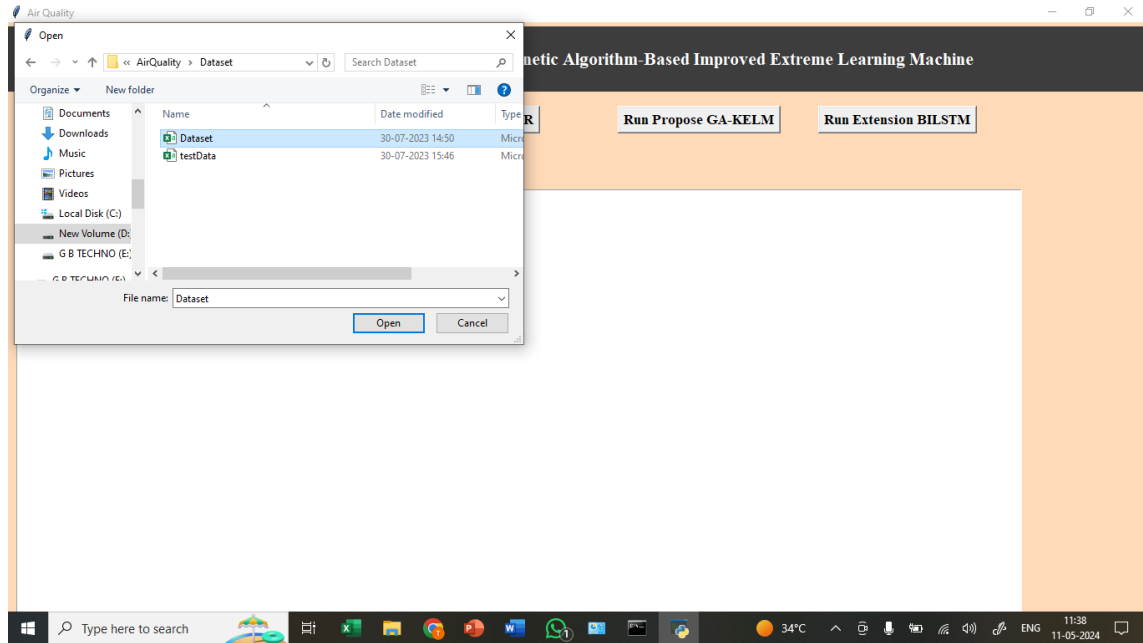 Air Quality
Open
« AirQuality › Dataset
Search Dataset
netic Algorithm-Based Improved Extreme Learning Machine
Organize
New folder
R
Run Propose GA-KELM
Run Extension BILSTM
Name
Date modified
Type
Dataset
30-07-2023 14:50
Micr
testData
30-07-2023 15:46
Micr
Documents
Downloads
Music
Pictures
Videos
Local Disk (C:)
New Volume (D:
G B TECHNO (E:)
File name: Dataset
Open
Cancel
Type here to search
1
34°C
ENG
11:38
11-05-2024